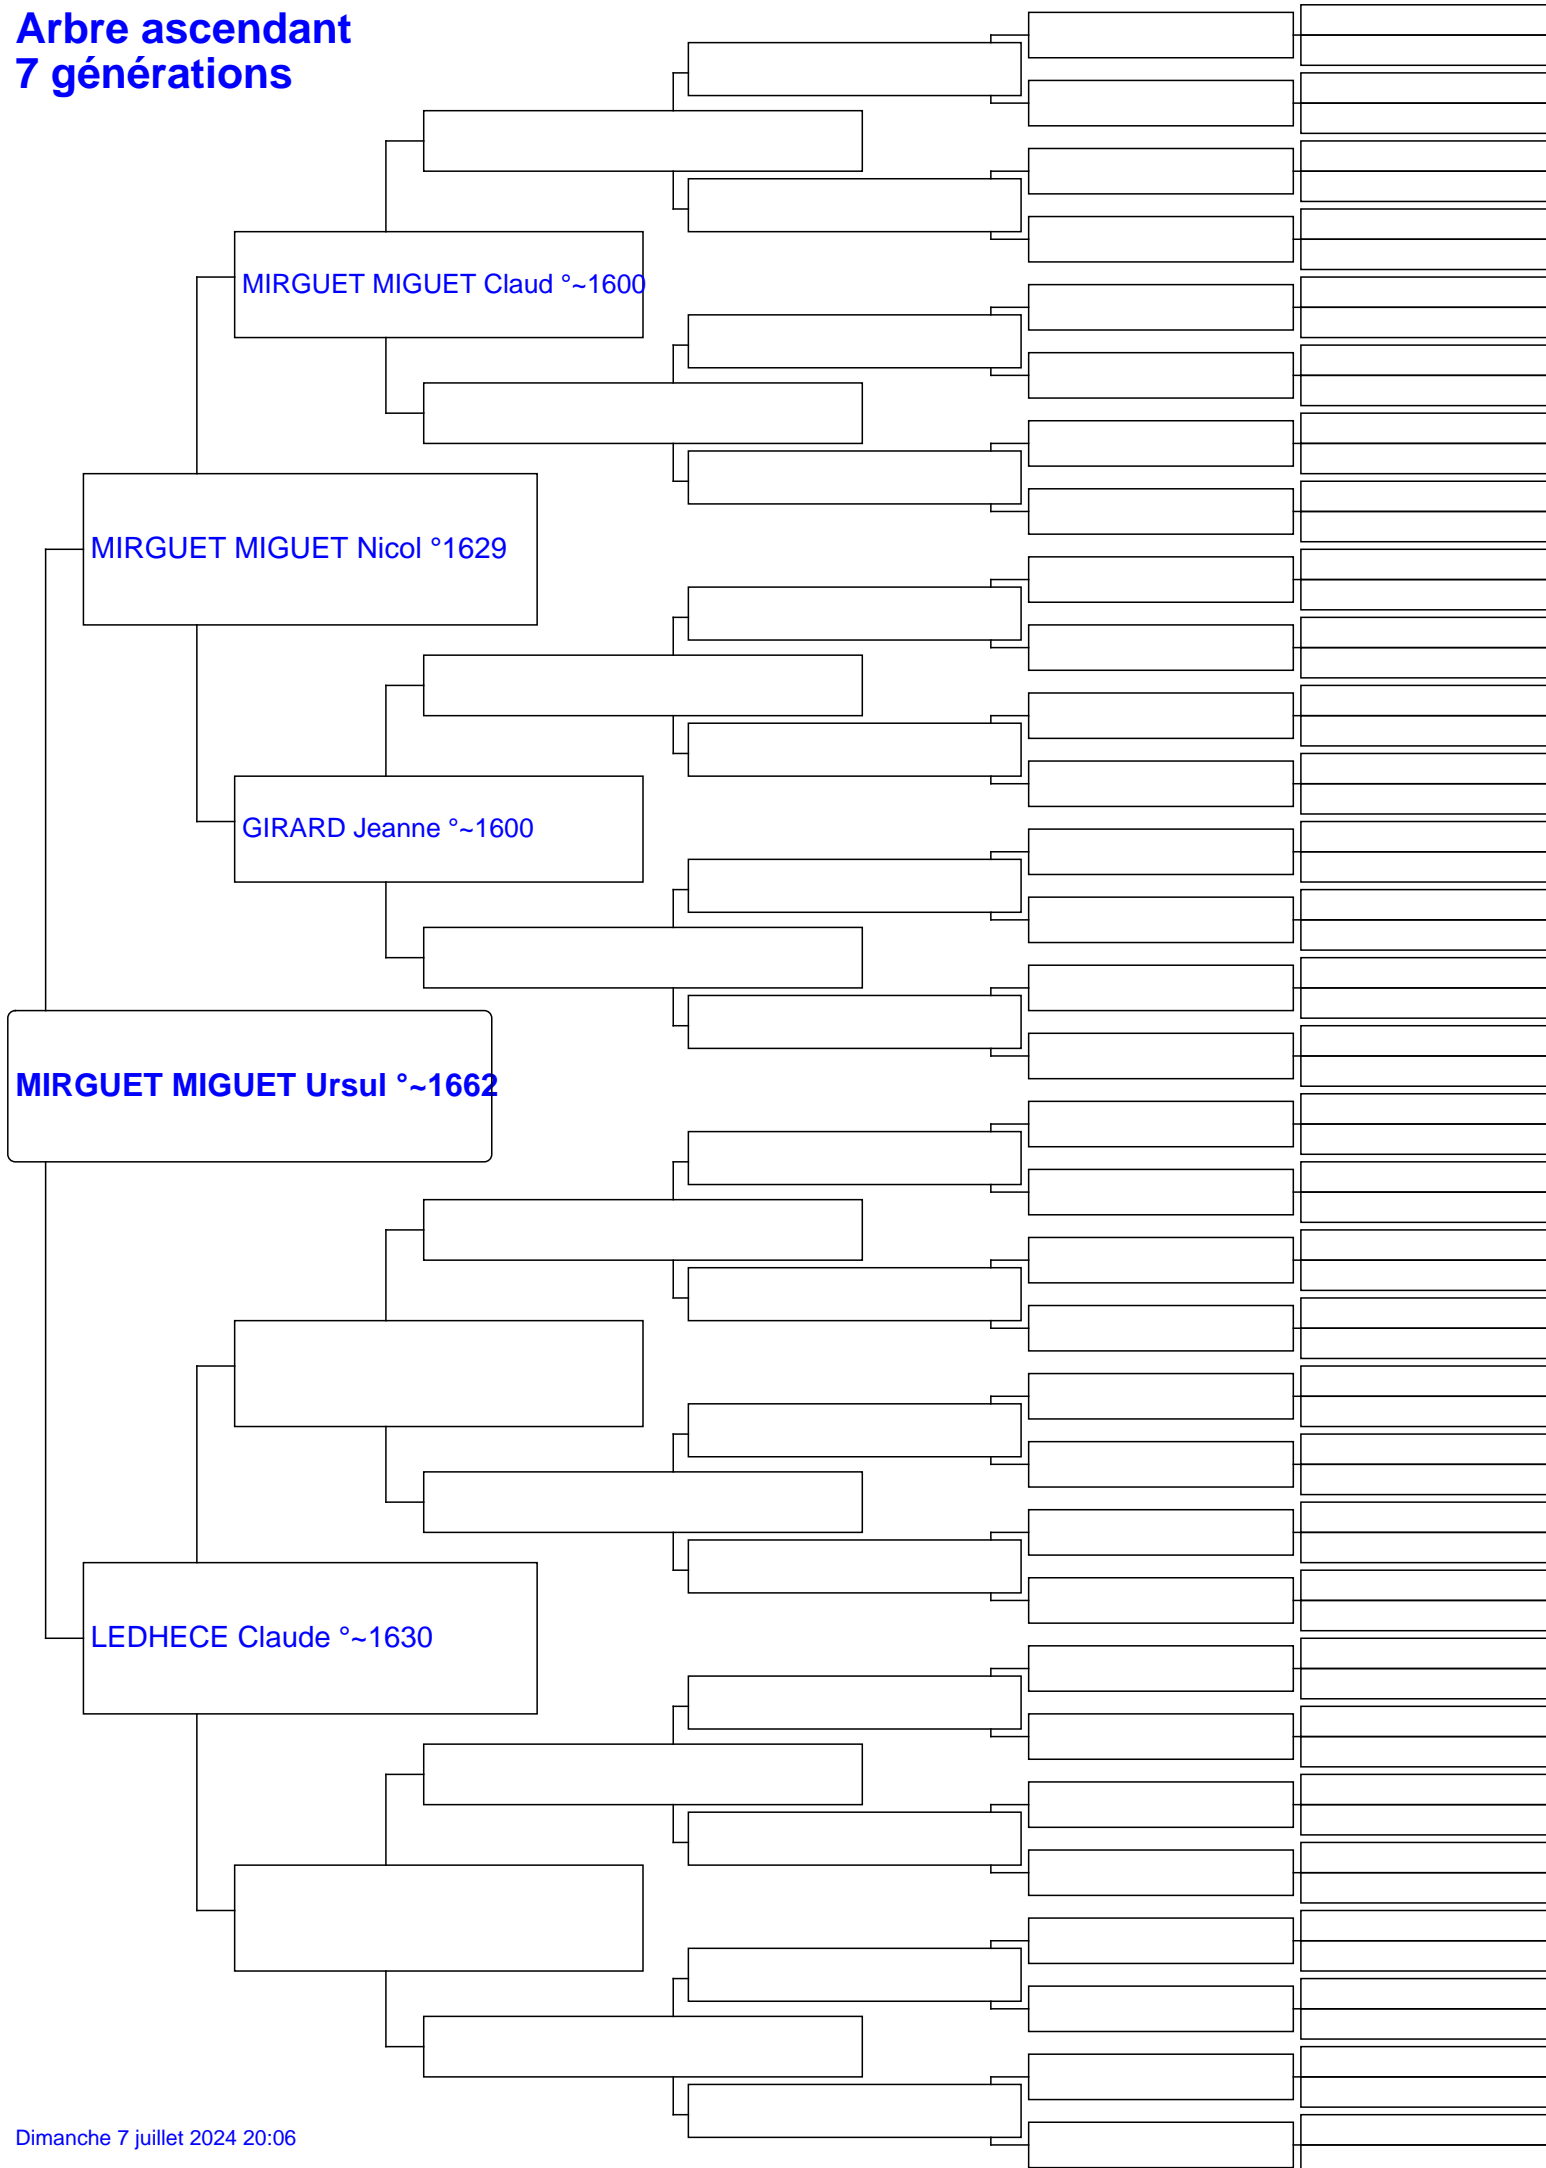 Arbre ascendant
7 générations
MIRGUET MIGUET Claud °~1600
MIRGUET MIGUET Nicol °1629
GIRARD Jeanne °~1600
MIRGUET MIGUET Ursul °~1662
LEDHECE Claude °~1630
Dimanche 7 juillet 2024 20:06